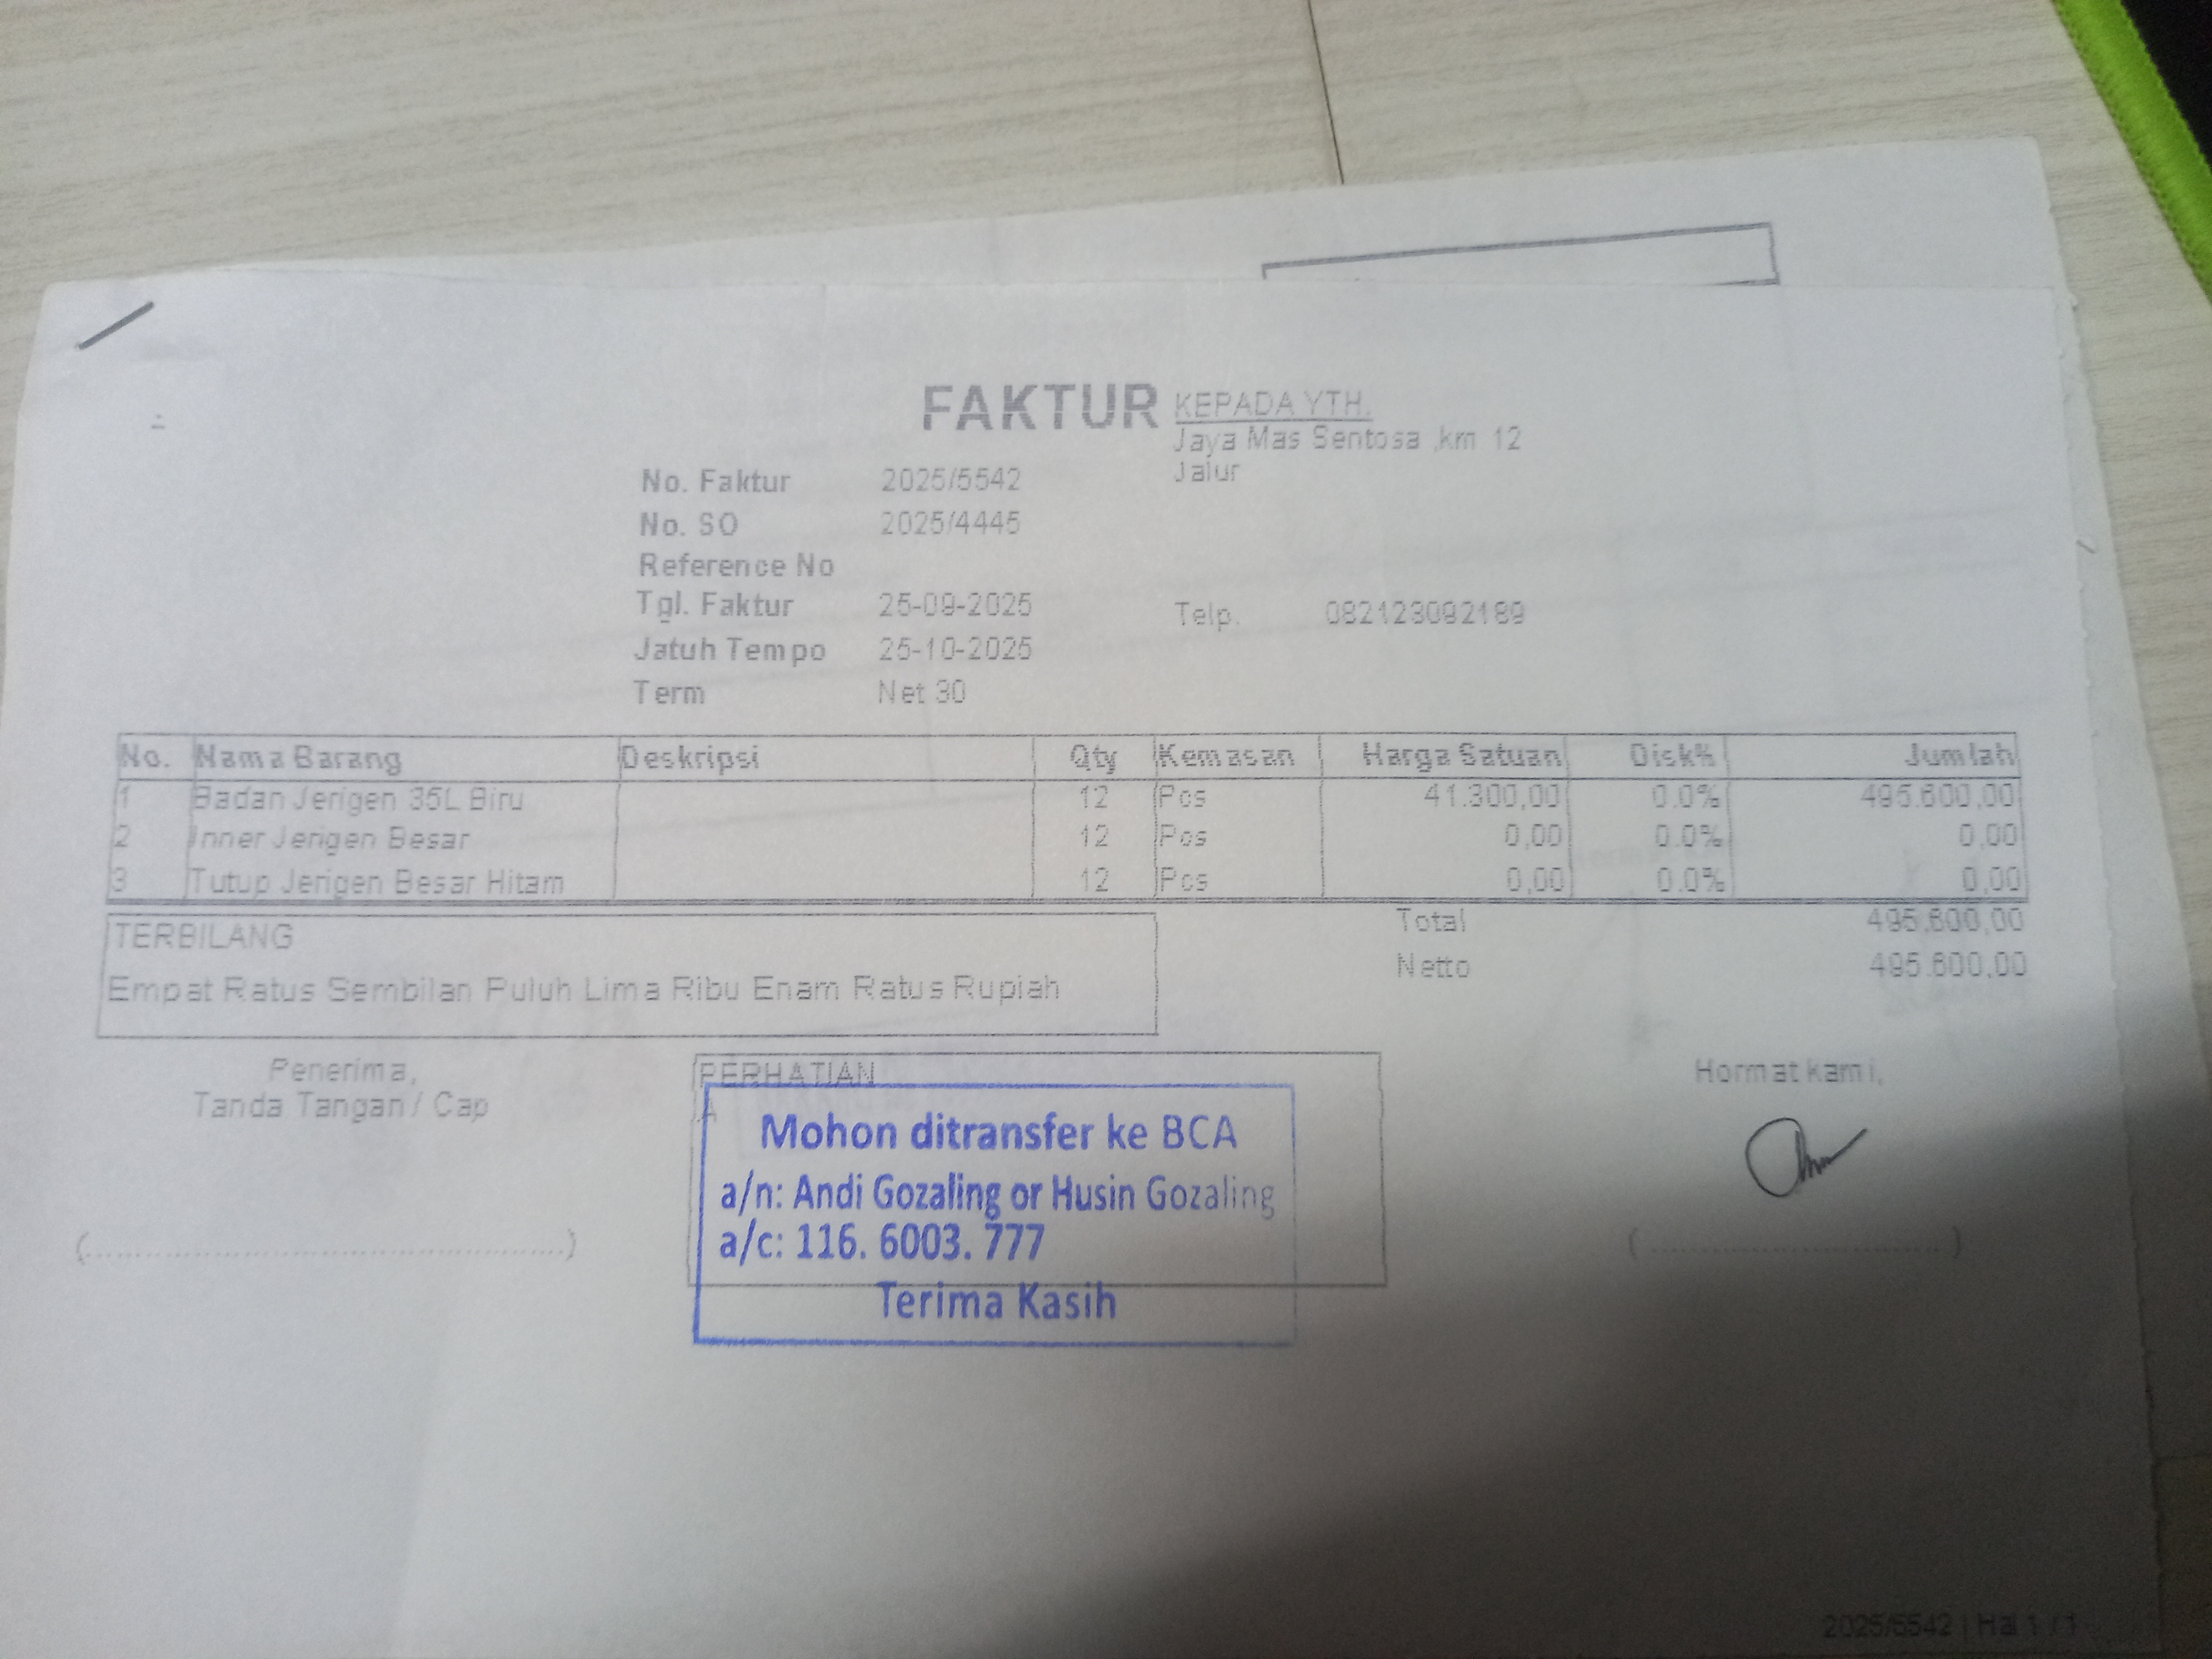 FAKTUR
KEPADA YTH.
Jaya Mas Sentosa ,km 12
Jalur
No. Faktur 2025/5542
No. SO 2025/4445
Reference No
Tgl. Faktur 25-09-2025
Telp. 082123092189
Jatuh Tempo 25-10-2025
Term Net 30
No. Nama Barang Deskripsi Qty Kemasan Harga Satuan Disk% Jumlah
1 Badan Jerigen 35L Biru 12 Pcs 41.300,00 0.0% 495.600,00
2 Inner Jerigen Besar 12 Pcs 0,00 0.0% 0,00
3 Tutup Jerigen Besar Hitam 12 Pcs 0,00 0.0% 0,00
Total 495.600,00
Netto 495.600,00
TERBILANG
Empat Ratus Sembilan Puluh Lima Ribu Enam Ratus Rupiah
Penerima,
Tanda Tangan / Cap
(........................................)
PERHATIAN
A
Mohon ditransfer ke BCA
a/n: Andi Gozaling or Husin Gozaling
a/c: 116. 6003. 777
Terima Kasih
Hormat kami,
(........................................)
2025/5542 | Hal 1 / 1